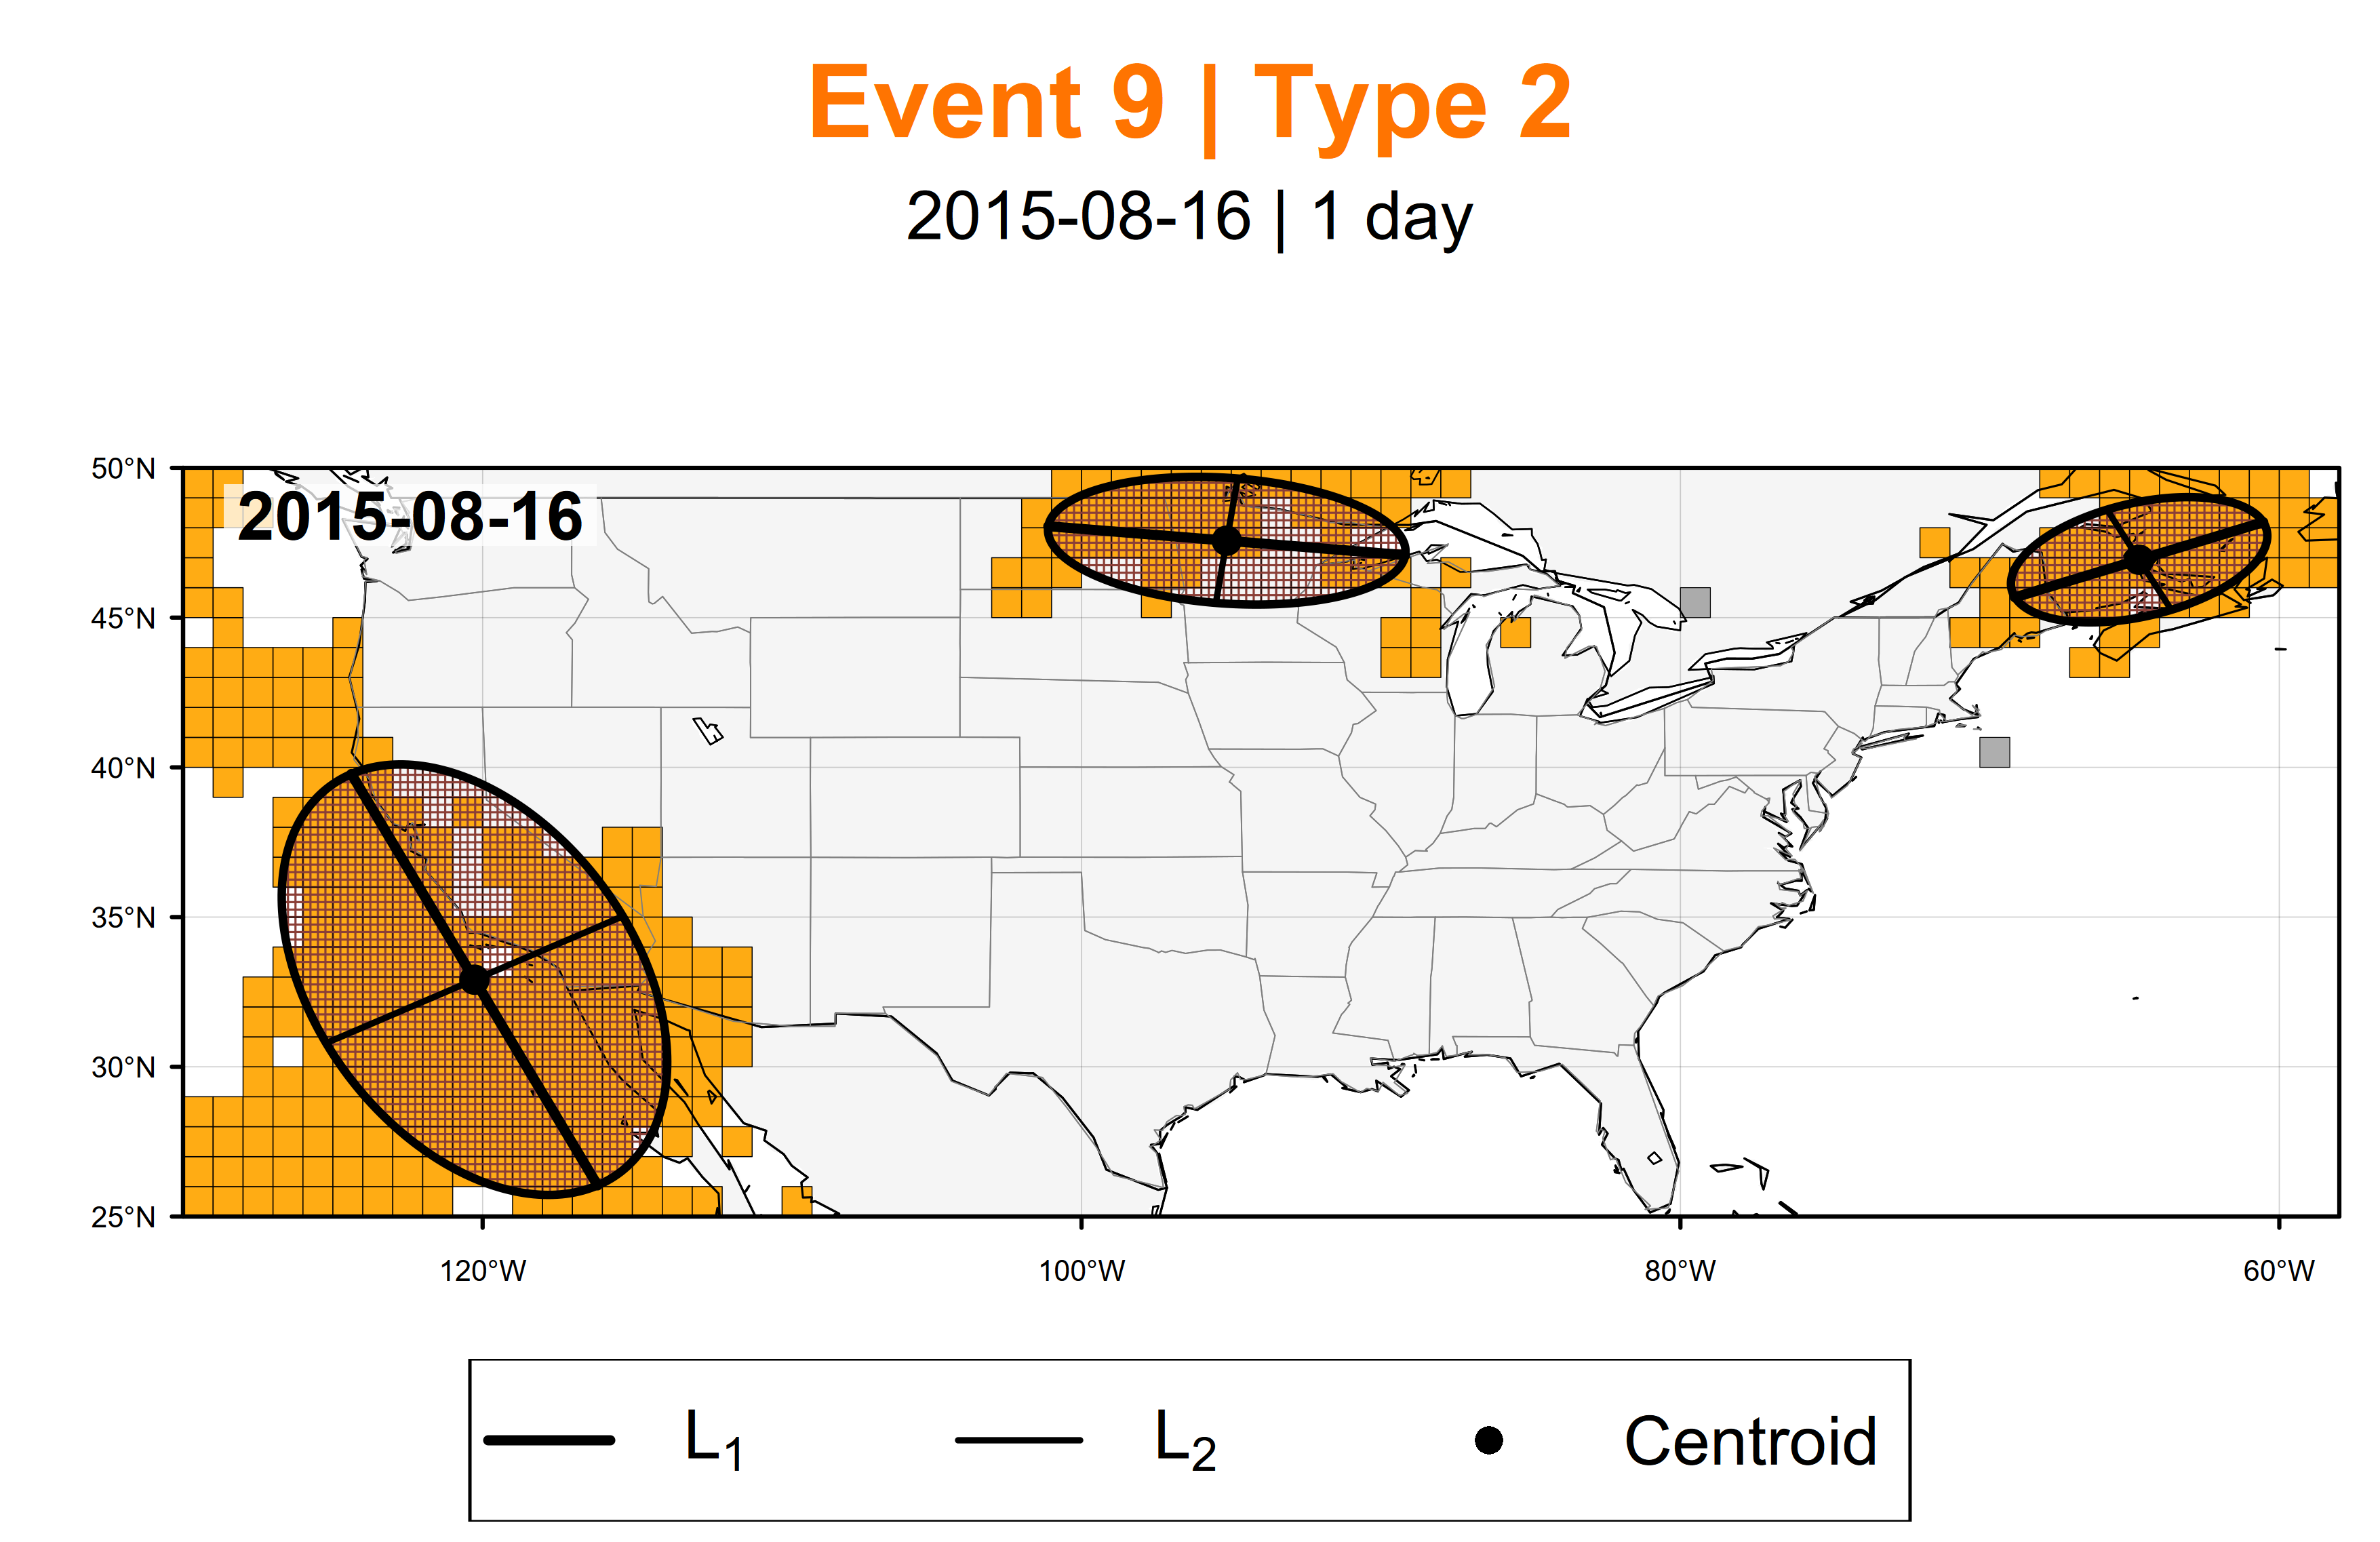 Event 9 | Type 2
2015-08-16 | 1 day
50°N
2015-08-16
45°N
40°N
35°N
30°N
25°N
120°W 100°W 80°W 60°W
L₁ L₂ Centroid